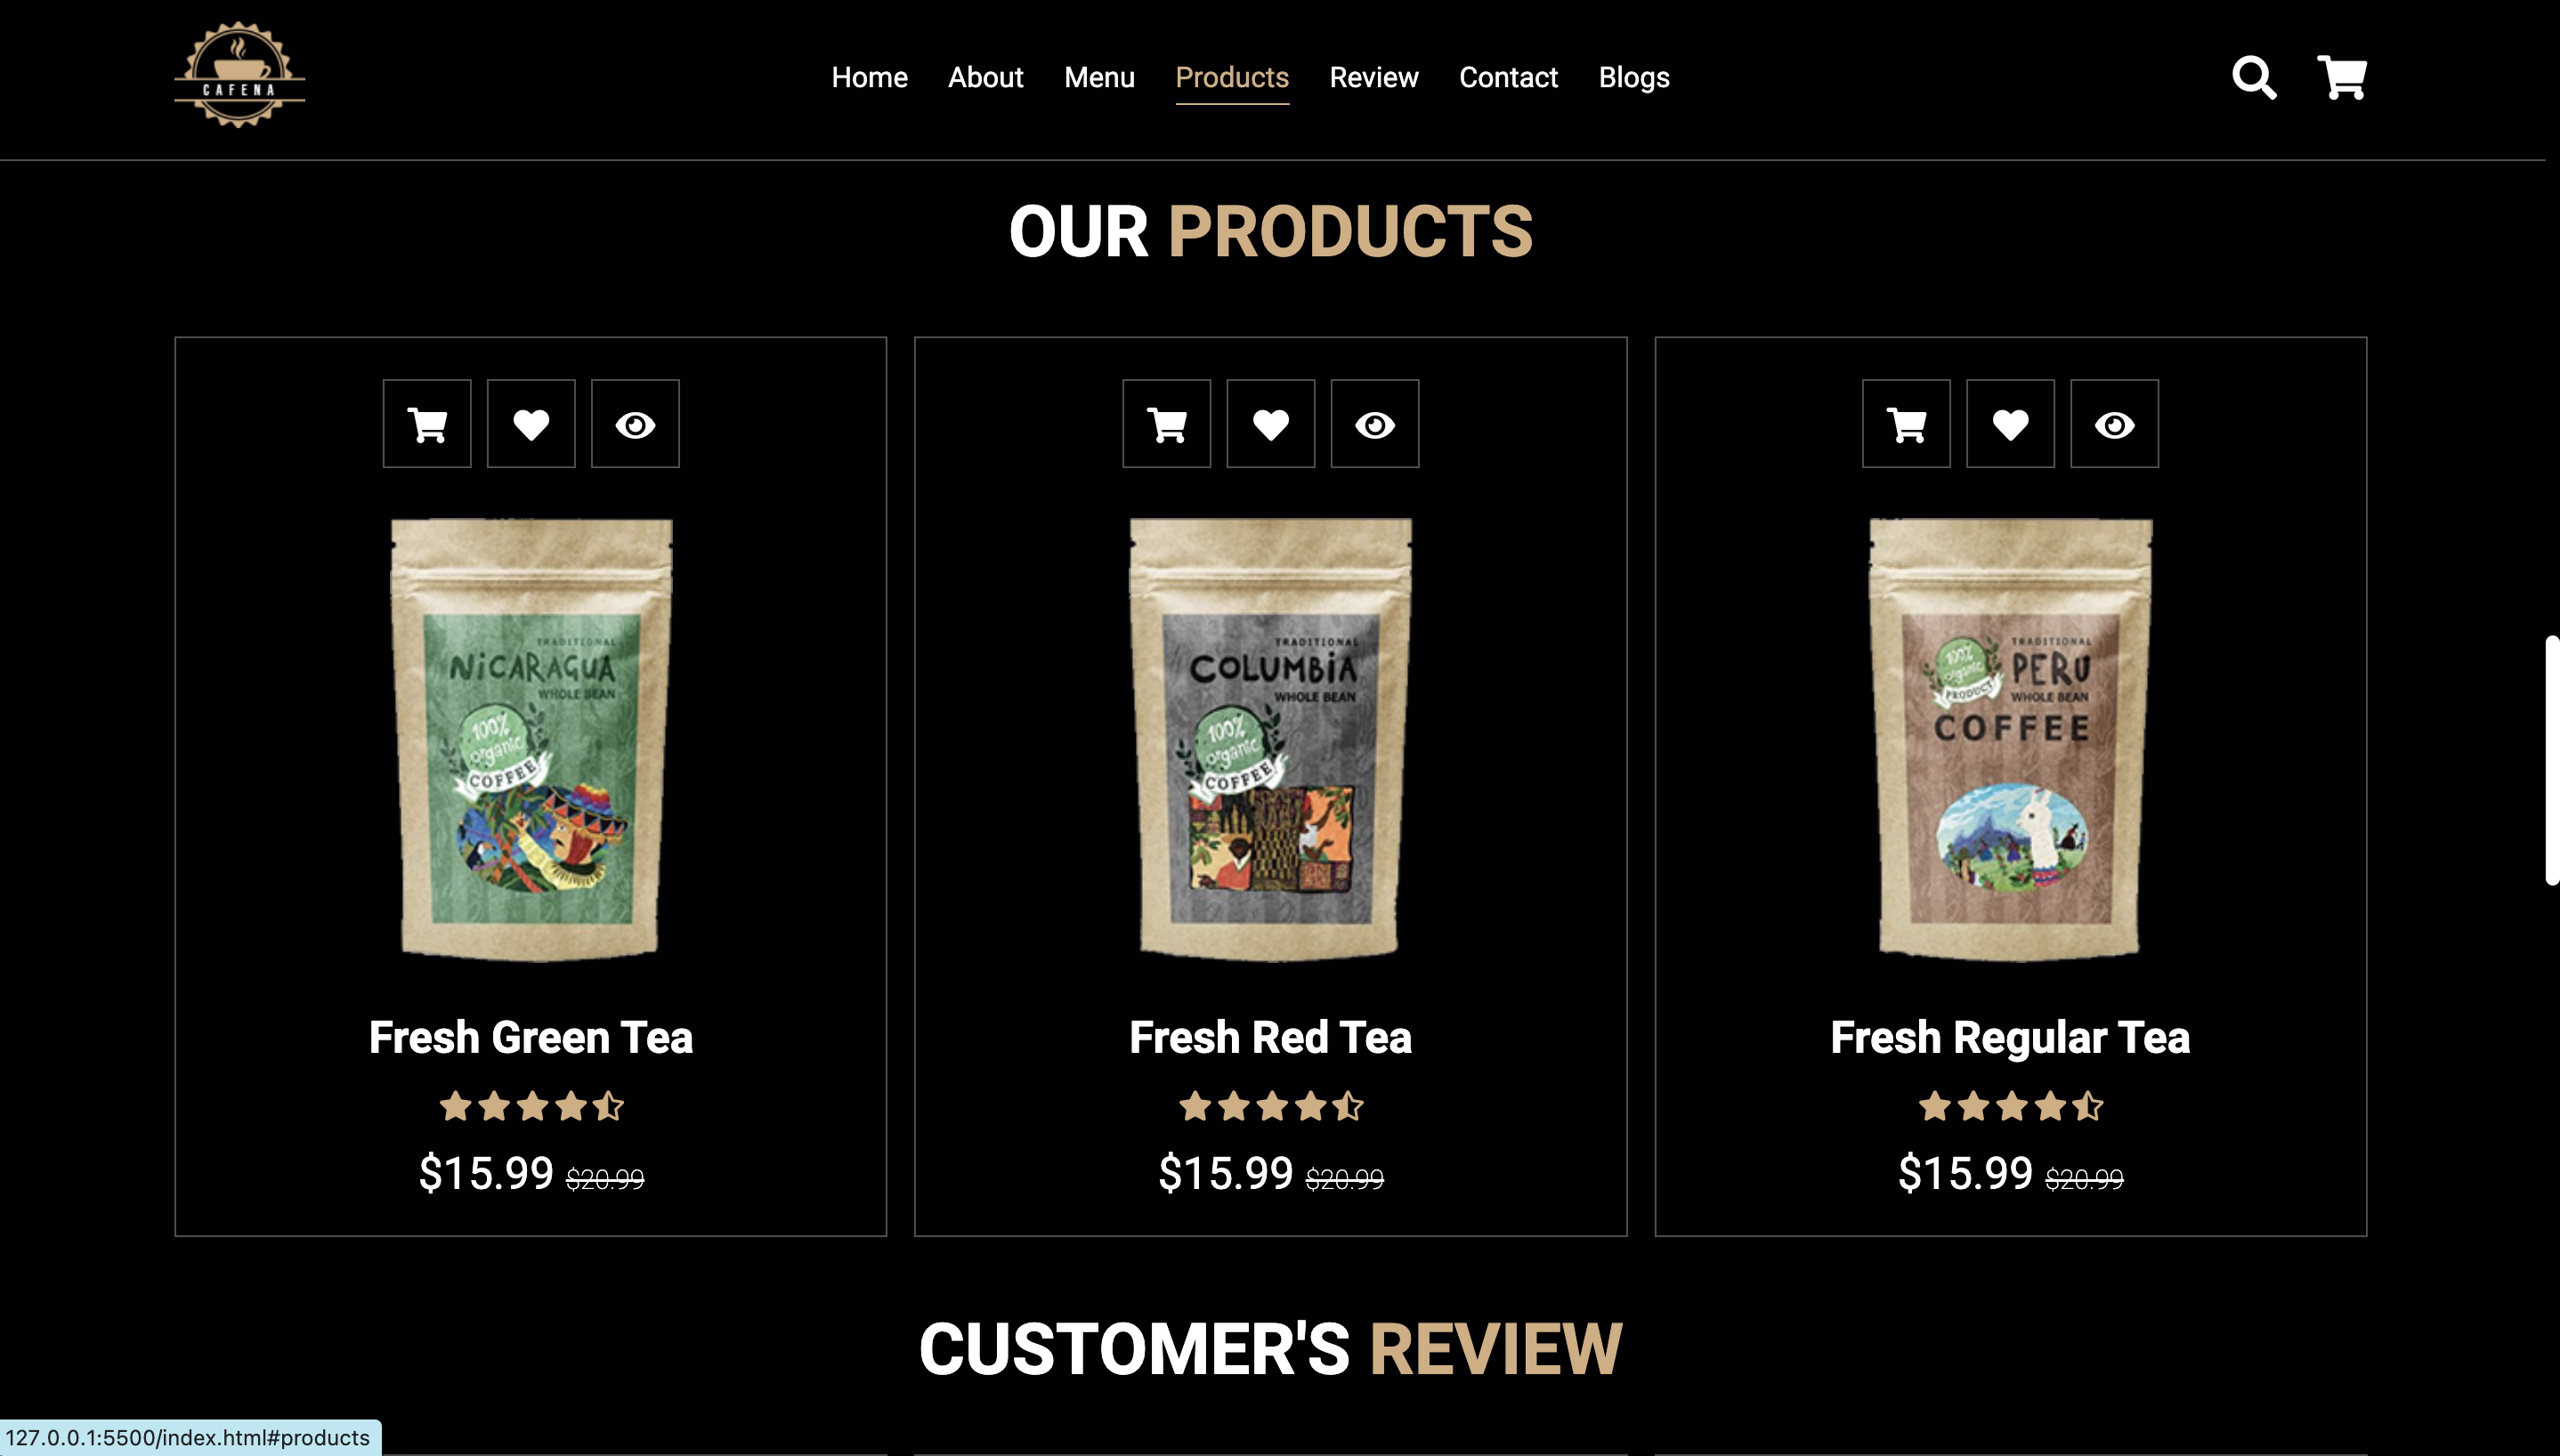 CAFENA
Home About Menu Products Review Contact Blogs
OUR PRODUCTS
TRADITIONAL
NiCARAGUA
WHOLE BEAN
100%
organic
COFFEE
Fresh Green Tea
$15.99 $20.99
TRADITIONAL
COLUMBiA
WHOLE BEAN
100%
organic
COFFEE
Fresh Red Tea
$15.99 $20.99
100%
organic
PRODUCT
TRADITIONAL
PERU
WHOLE BEAN
COFFEE
Fresh Regular Tea
$15.99 $20.99
CUSTOMER'S REVIEW
127.0.0.1:5500/index.html#products